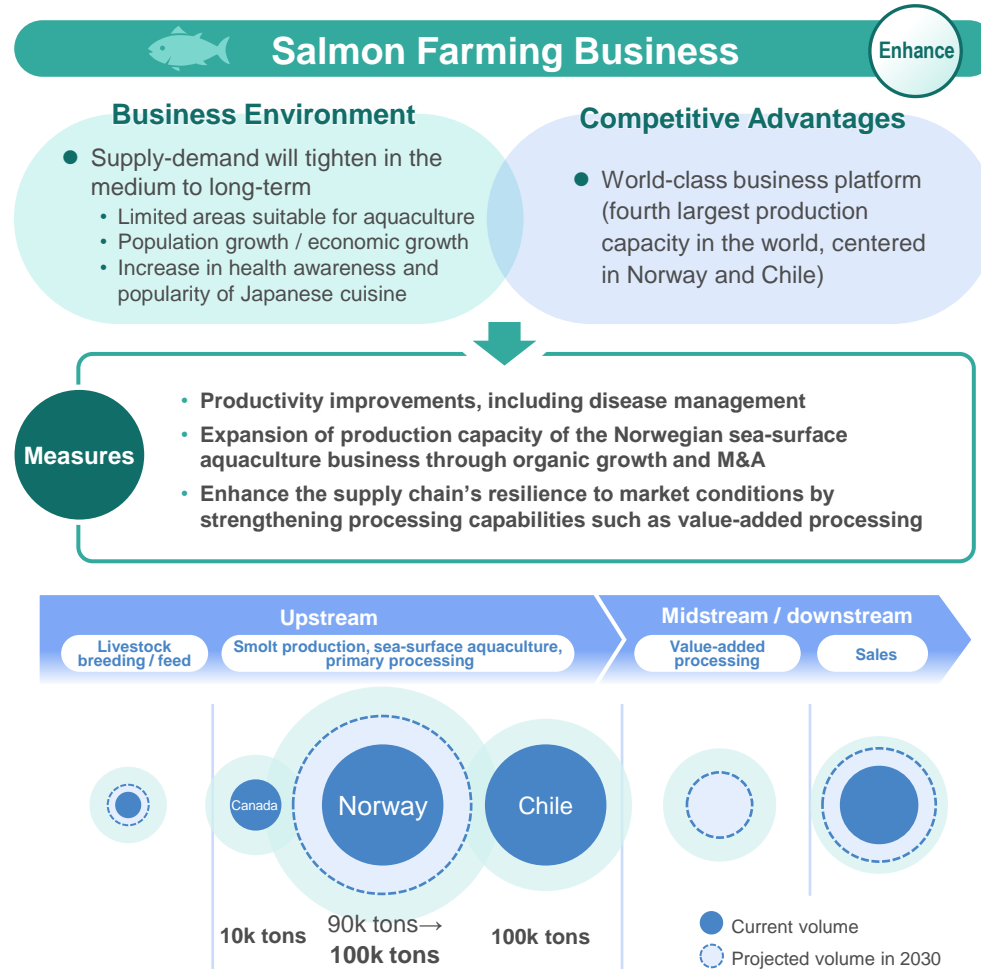 Salmon Farming Business
Enhance
Business Environment
● Supply-demand will tighten in the
medium to long-term
• Limited areas suitable for aquaculture
• Population growth / economic growth
• Increase in health awareness and
popularity of Japanese cuisine
Competitive Advantages
● World-class business platform
(fourth largest production
capacity in the world, centered
in Norway and Chile)
Measures
• Productivity improvements, including disease management
• Expansion of production capacity of the Norwegian sea-surface
aquaculture business through organic growth and M&A
• Enhance the supply chain’s resilience to market conditions by
strengthening processing capabilities such as value-added processing
Upstream
Midstream / downstream
Livestock
breeding / feed
Smolt production, sea-surface aquaculture,
primary processing
Value-added
processing
Sales
Canada
Norway
Chile
10k tons
90k tons→
100k tons
100k tons
Current volume
Projected volume in 2030